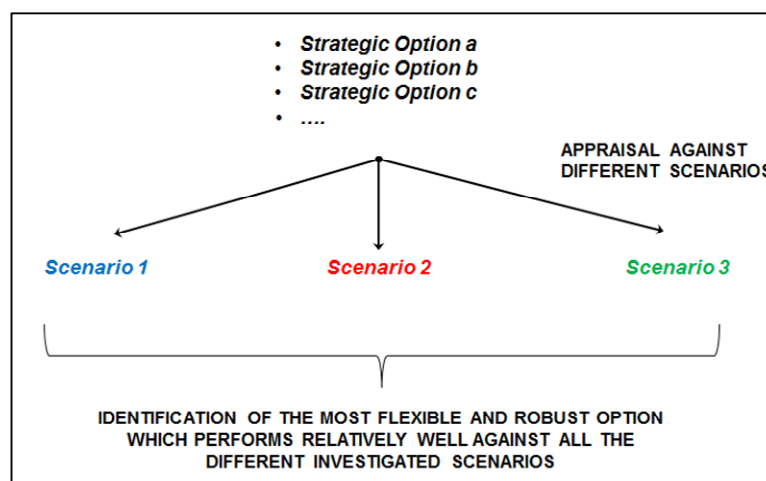 • Strategic Option a
• Strategic Option b
• Strategic Option c
• ....
APPRAISAL AGAINST
DIFFERENT SCENARIOS
Scenario 1
Scenario 2
Scenario 3
IDENTIFICATION OF THE MOST FLEXIBLE AND ROBUST OPTION
WHICH PERFORMS RELATIVELY WELL AGAINST ALL THE
DIFFERENT INVESTIGATED SCENARIOS